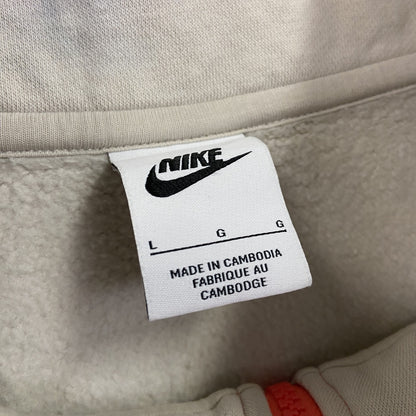 NIKE
L G G
MADE IN CAMBODIA
FABRIQUE AU
CAMBODGE